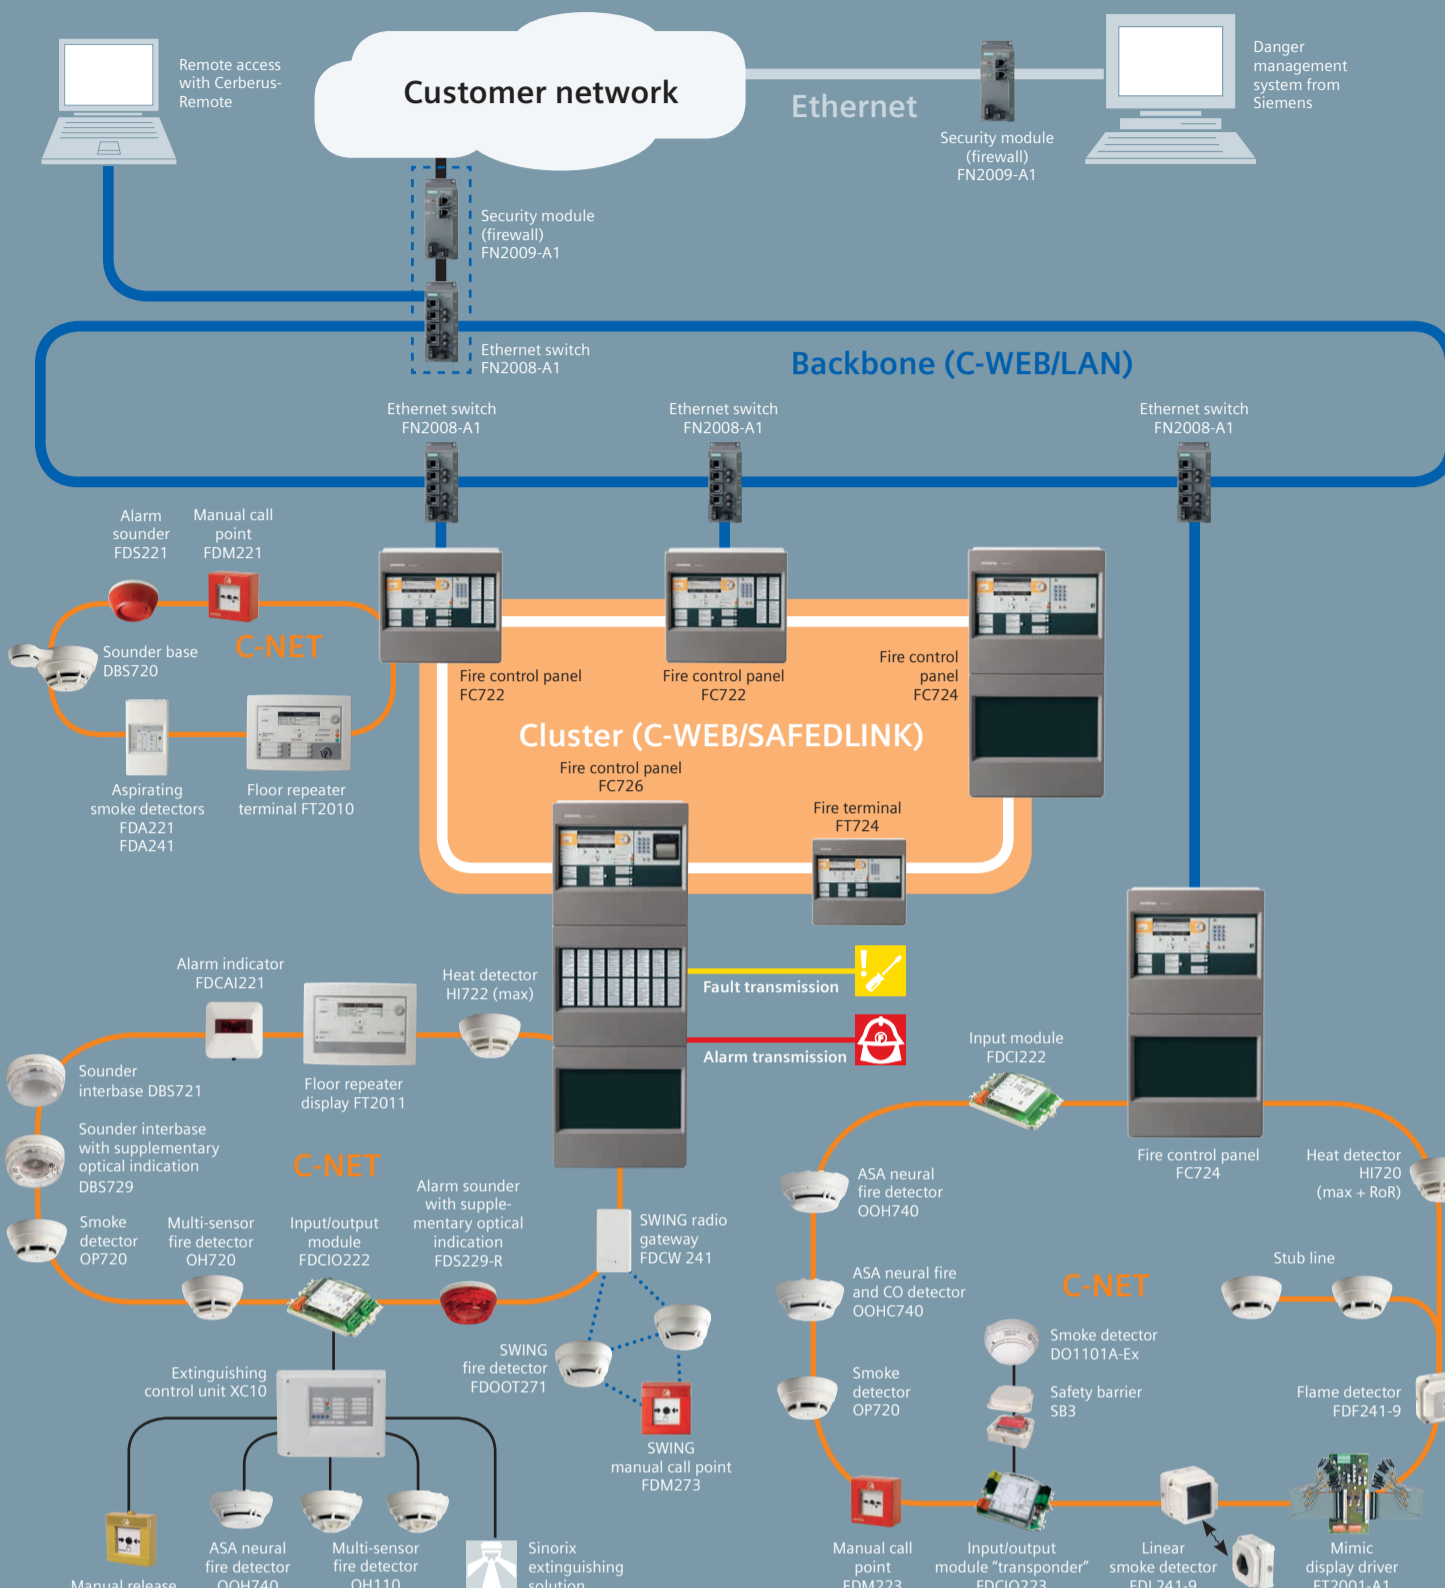 Remote access
with Cerberus-
Remote
Customer network
Ethernet
Security module
(firewall)
FN2009-A1
Danger
management
system from
Siemens
Security module
(firewall)
FN2009-A1
Ethernet switch
FN2008-A1
Backbone (C-WEB/LAN)
Ethernet switch
FN2008-A1
Ethernet switch
FN2008-A1
Ethernet switch
FN2008-A1
Alarm
sounder
FDS221
Manual call
point
FDM221
C-NET
Sounder base
DBS720
Aspirating
smoke detectors
FDA221
FDA241
Floor repeater
terminal FT2010
Fire control panel
FC722
Fire control panel
FC722
Fire control
panel
FC724
Cluster (C-WEB/SAFEDLINK)
Fire control panel
FC726
Fire terminal
FT724
Fault transmission
Alarm transmission
Alarm indicator
FDCAI221
Floor repeater
display FT2011
Heat detector
HI722 (max)
Sounder
interbase DBS721
Sounder interbase
with supplementary
optical indication
DBS729
C-NET
Smoke
detector
OP720
Multi-sensor
fire detector
OH720
Input/output
module
FDCIO222
Alarm sounder
with supple-
mentary optical
indication
FDS229-R
SWING radio
gateway
FDCW 241
SWING
fire detector
FDOOT271
SWING
manual call point
FDM273
Extinguishing
control unit XC10
Manual release
ASA neural
fire detector
OOH740
Multi-sensor
fire detector
OH110
Sinorix
extinguishing
solution
Input module
FDCI222
Fire control panel
FC724
Heat detector
HI720
(max + RoR)
ASA neural
fire detector
OOH740
ASA neural fire
and CO detector
OOHC740
C-NET
Stub line
Smoke detector
DO1101A-Ex
Safety barrier
SB3
Smoke
detector
OP720
Flame detector
FDF241-9
Manual call
point
FDM223
Input/output
module “transponder”
FDCIO223
Linear
smoke detector
FDL241-9
Mimic
display driver
FT2001-A1